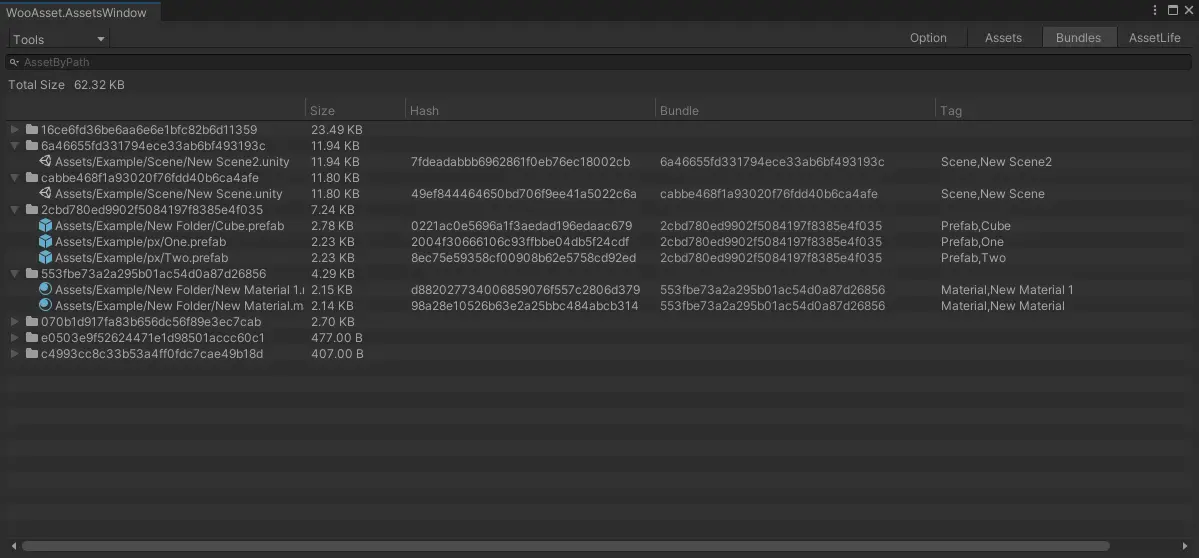 WooAsset.AssetsWindow
Tools Option Assets Bundles AssetLife
AssetByPath
Total Size 62.32 KB
Size Hash Bundle Tag
16ce6fd36be6aa6e6e1bfc82b6d11359 23.49 KB
6a46655fd331794ece33ab6bf493193c 11.94 KB
Assets/Example/Scene/New Scene2.unity 11.94 KB 7fdeadabbb6962861f0eb76ec18002cb 6a46655fd331794ece33ab6bf493193c Scene,New Scene2
cabbe468f1a93020f76fdd40b6ca4afe 11.80 KB
Assets/Example/Scene/New Scene.unity 11.80 KB 49ef844464650bd706f9ee41a5022c6a cabbe468f1a93020f76fdd40b6ca4afe Scene,New Scene
2cbd780ed9902f5084197f8385e4f035 7.24 KB
Assets/Example/New Folder/Cube.prefab 2.78 KB 0221ac0e5696a1f3aedad196edaac679 2cbd780ed9902f5084197f8385e4f035 Prefab,Cube
Assets/Example/px/One.prefab 2.23 KB 2004f30666106c93ffbbe04db5f24cdf 2cbd780ed9902f5084197f8385e4f035 Prefab,One
Assets/Example/px/Two.prefab 2.23 KB 8ec75e59358cf00908b62e5758cd92ed 2cbd780ed9902f5084197f8385e4f035 Prefab,Two
553fbe73a2a295b01ac54d0a87d26856 4.29 KB
Assets/Example/New Folder/New Material 1.r 2.15 KB d882027734006859076f557c2806d379 553fbe73a2a295b01ac54d0a87d26856 Material,New Material 1
Assets/Example/New Folder/New Material.m 2.14 KB 98a28e10526b63e2a25bbc484abcb314 553fbe73a2a295b01ac54d0a87d26856 Material,New Material
070b1d917fa83b656dc56f89e3ec7cab 2.70 KB
e0503e9f52624471e1d98501accc60c1 477.00 B
c4993cc8c33b53a4ff0fdc7cae49b18d 407.00 B